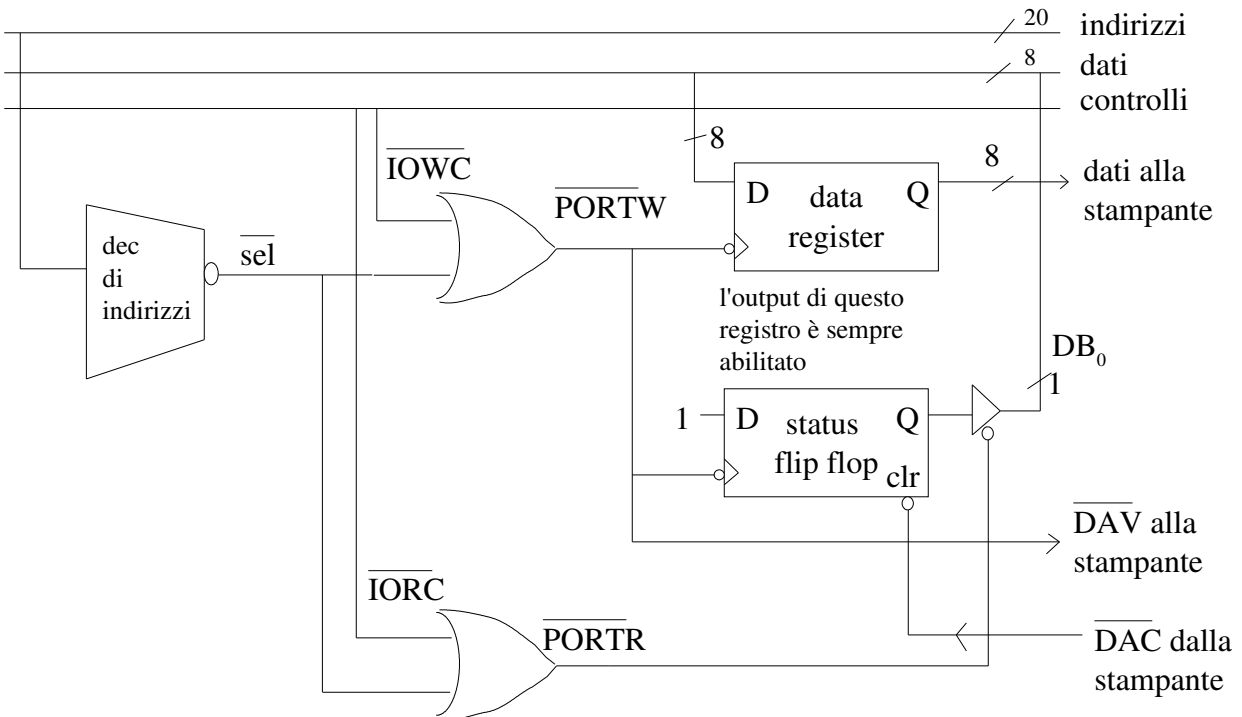 20
indirizzi
8
dati
controlli
8
IOWC
8
dati alla
stampante
PORTW
D
data
register
Q
dec
di
indirizzi
sel
l'output di questo
registro è sempre
abilitato
DB₀
1
1
D
status
flip flop
Q
clr
DAV alla
stampante
IORC
PORTR
DAC dalla
stampante